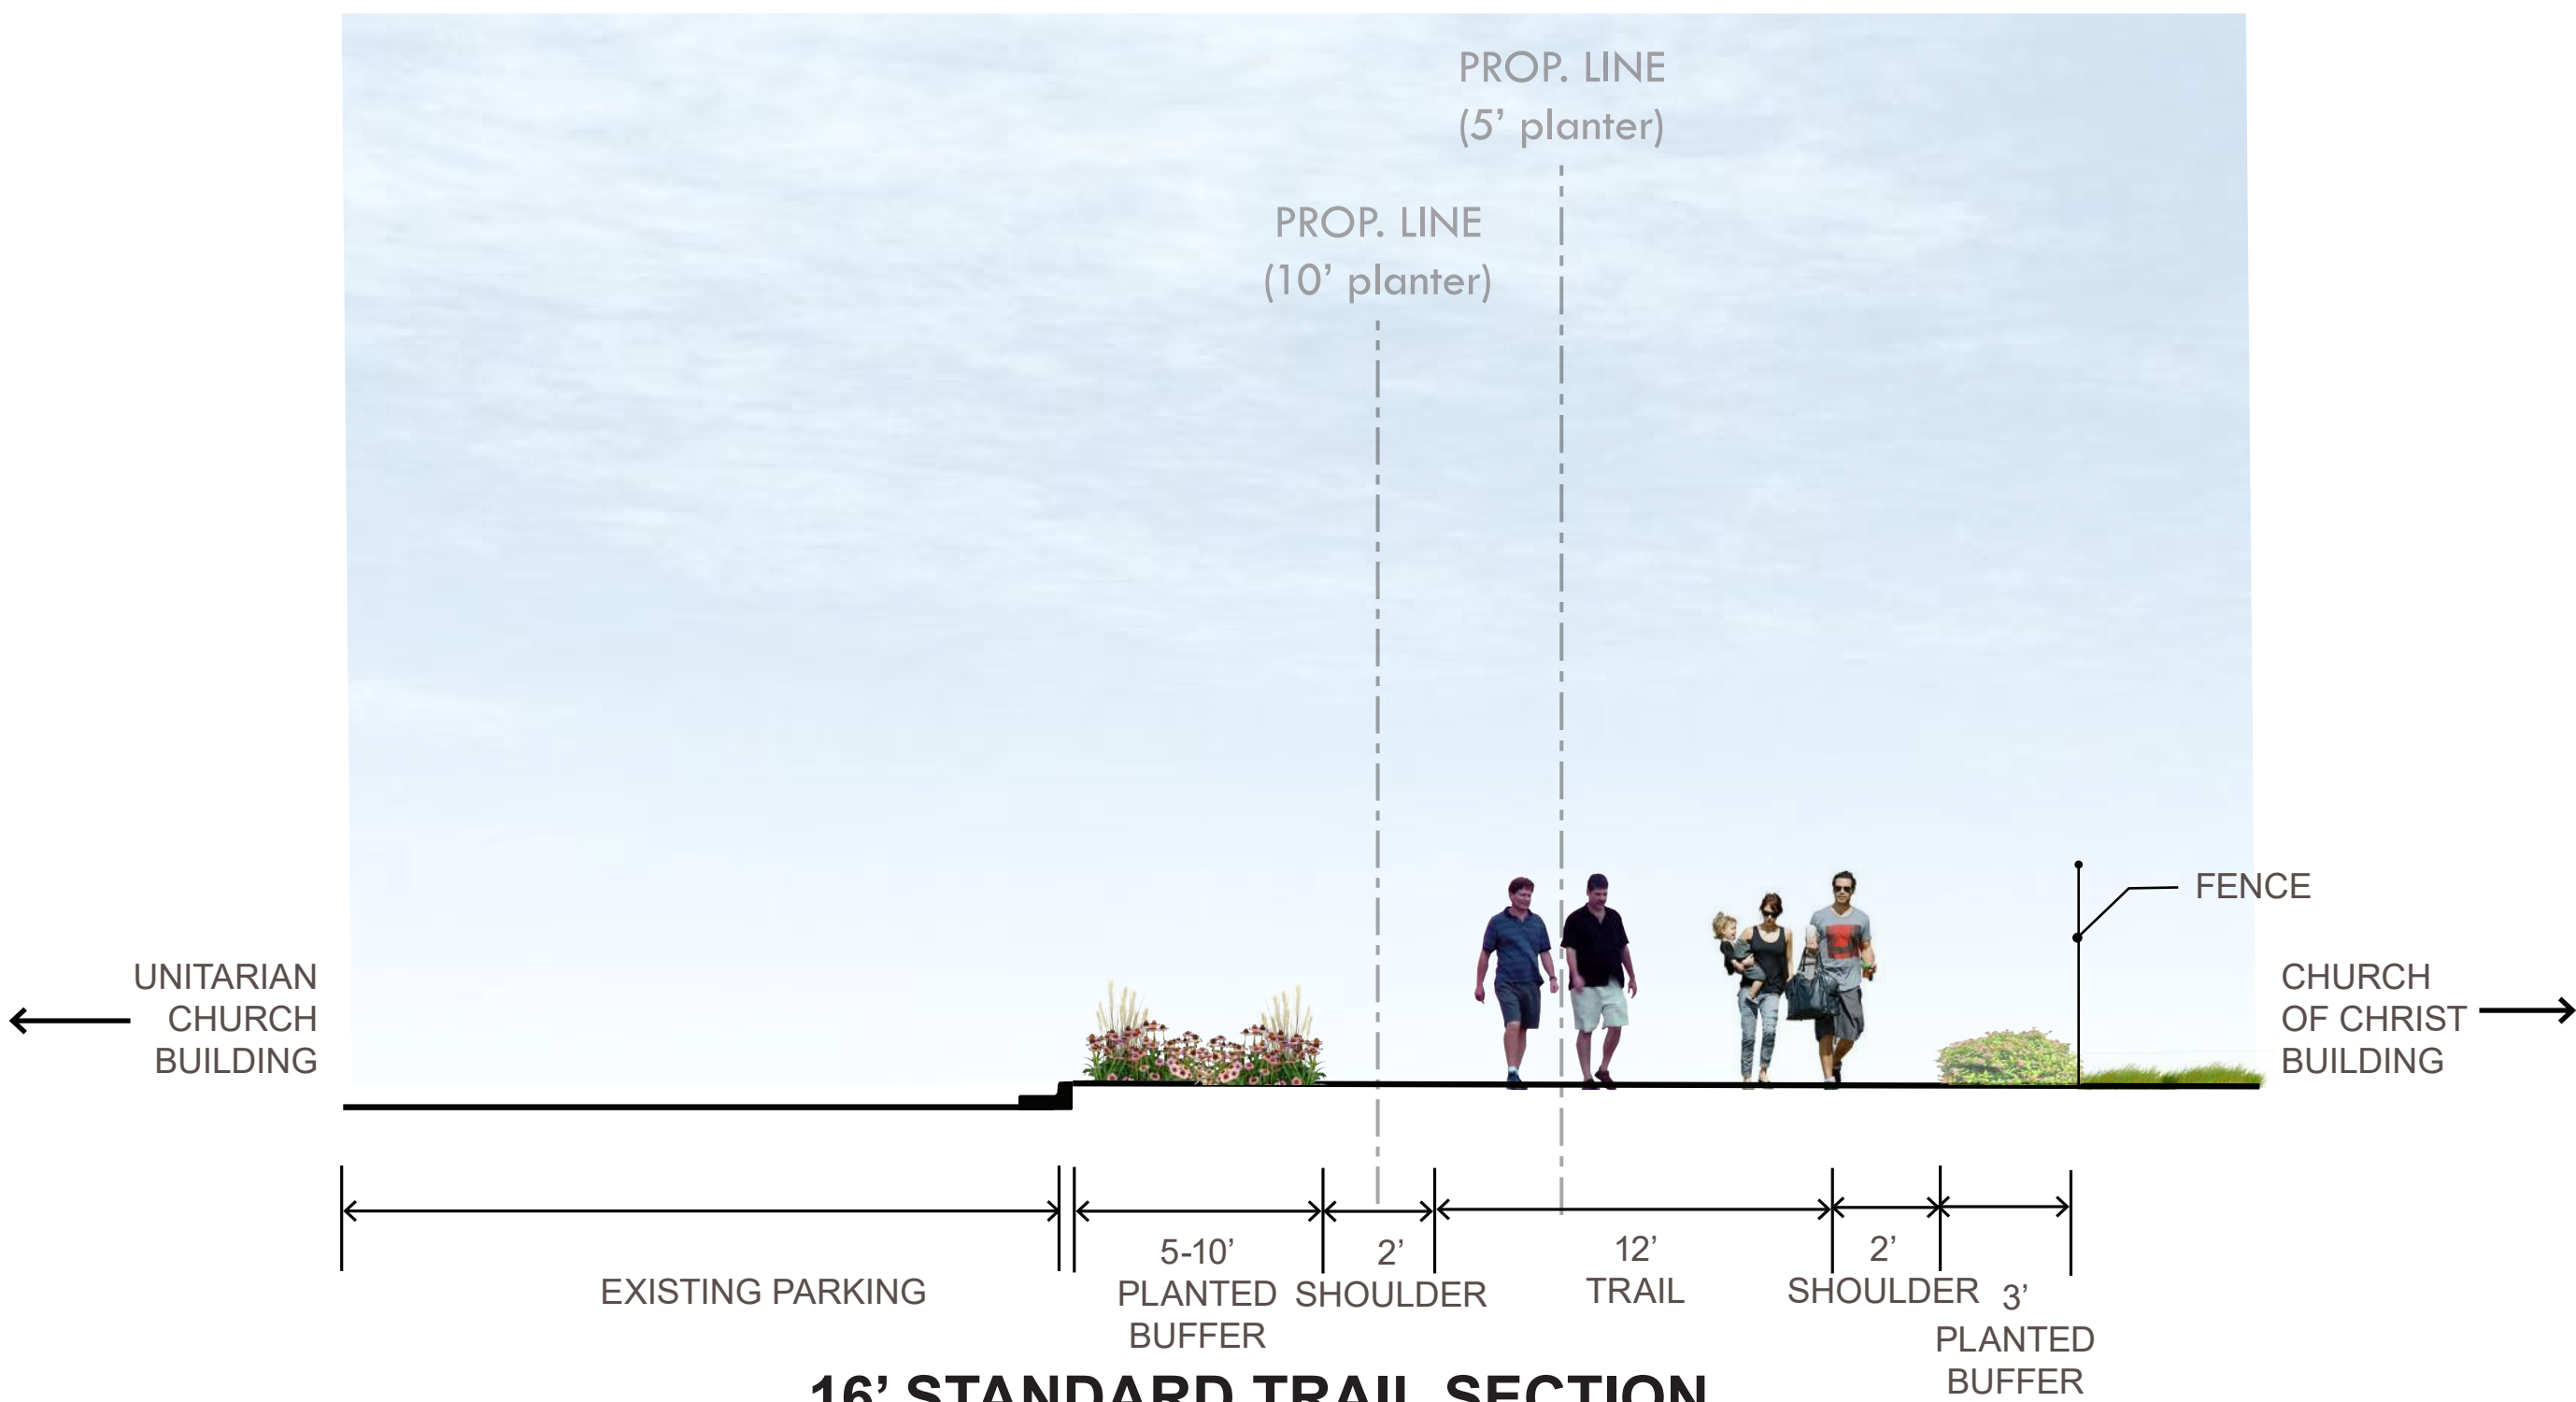 PROP. LINE
(5’ planter)
PROP. LINE
(10’ planter)
FENCE
UNITARIAN
CHURCH
BUILDING
CHURCH
OF CHRIST
BUILDING
EXISTING PARKING
5-10’
PLANTED
BUFFER
2’
SHOULDER
12’
TRAIL
2’
SHOULDER
3’
PLANTED
BUFFER
16’ STANDARD TRAIL SECTION